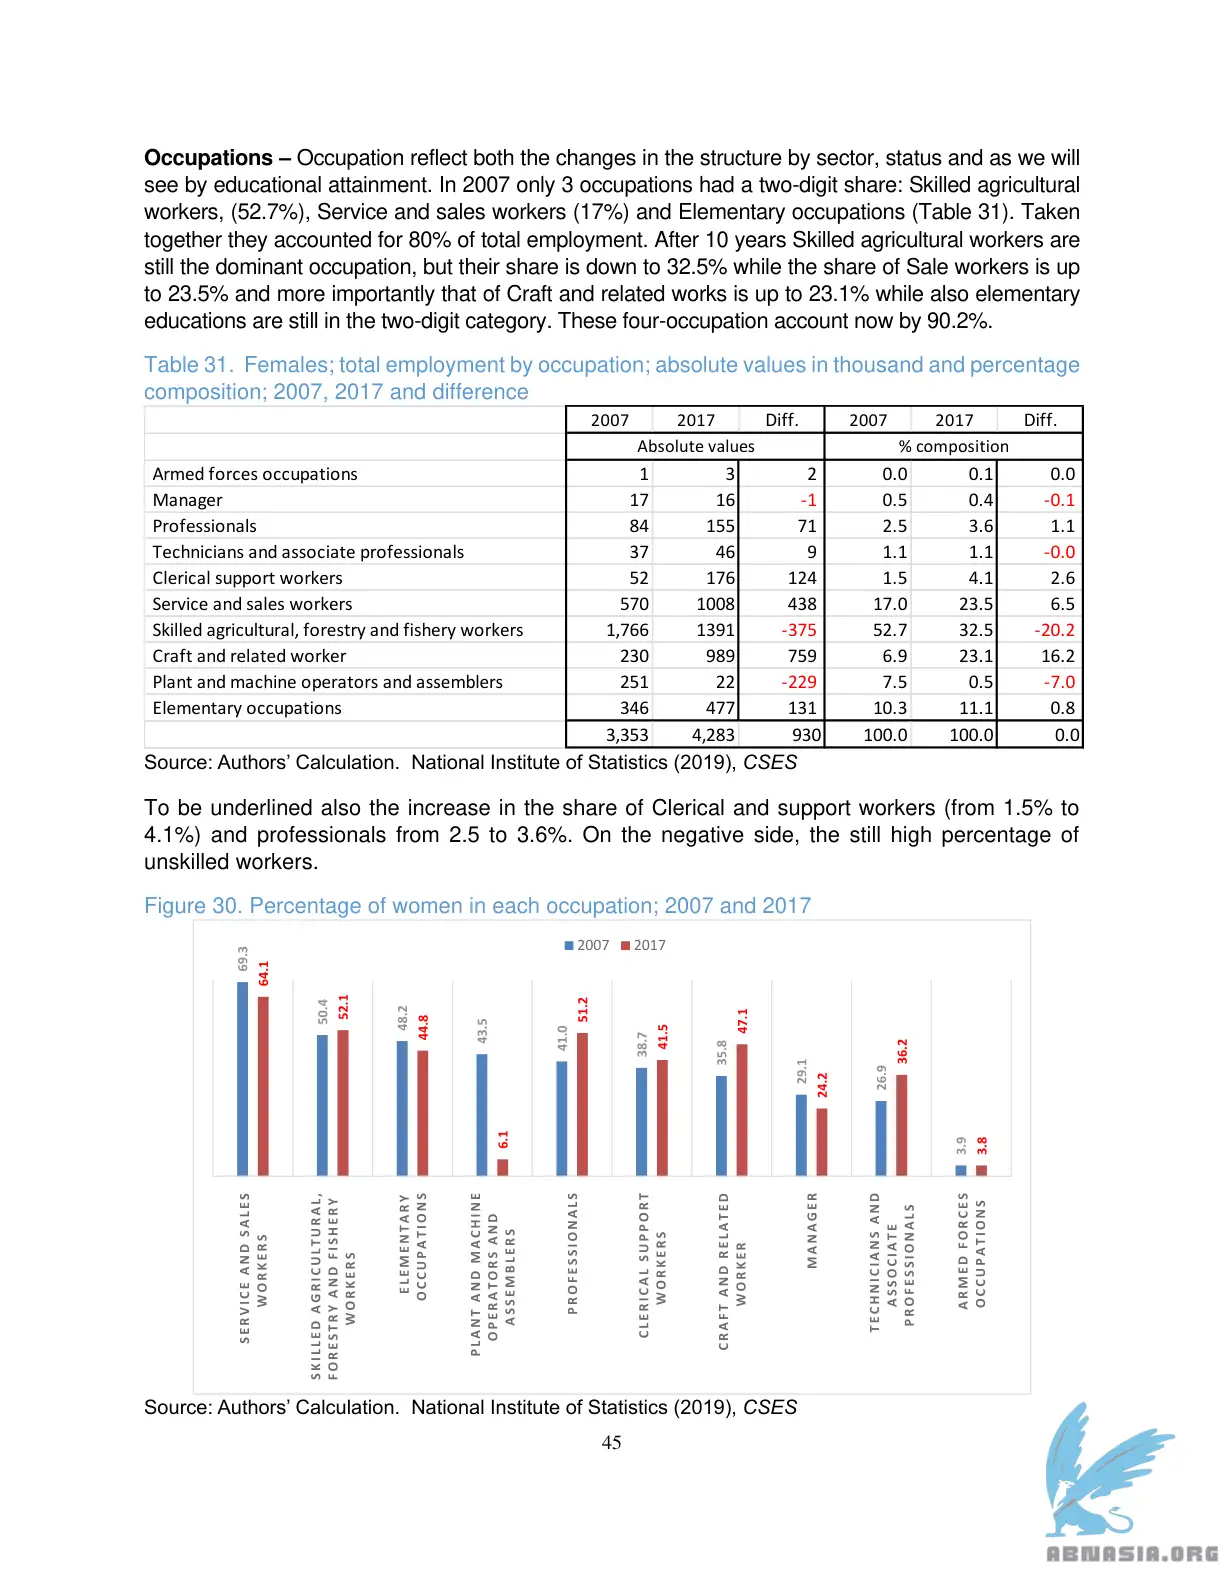 Occupations – Occupation reflect both the changes in the structure by sector, status and as we will
see by educational attainment. In 2007 only 3 occupations had a two-digit share: Skilled agricultural
workers, (52.7%), Service and sales workers (17%) and Elementary occupations (Table 31). Taken
together they accounted for 80% of total employment. After 10 years Skilled agricultural workers are
still the dominant occupation, but their share is down to 32.5% while the share of Sale workers is up
to 23.5% and more importantly that of Craft and related works is up to 23.1% while also elementary
educations are still in the two-digit category. These four-occupation account now by 90.2%.
Table 31. Females; total employment by occupation; absolute values in thousand and percentage
composition; 2007, 2017 and difference
2007 2017 Diff. 2007 2017 Diff.
Absolute values % composition
Armed forces occupations 1 3 2 0.0 0.1 0.0
Manager 17 16 -1 0.5 0.4 -0.1
Professionals 84 155 71 2.5 3.6 1.1
Technicians and associate professionals 37 46 9 1.1 1.1 -0.0
Clerical support workers 52 176 124 1.5 4.1 2.6
Service and sales workers 570 1008 438 17.0 23.5 6.5
Skilled agricultural, forestry and fishery workers 1,766 1391 -375 52.7 32.5 -20.2
Craft and related worker 230 989 759 6.9 23.1 16.2
Plant and machine operators and assemblers 251 22 -229 7.5 0.5 -7.0
Elementary occupations 346 477 131 10.3 11.1 0.8
3,353 4,283 930 100.0 100.0 0.0
Source: Authors' Calculation. National Institute of Statistics (2019), CSES
To be underlined also the increase in the share of Clerical and support workers (from 1.5% to
4.1%) and professionals from 2.5 to 3.6%. On the negative side, the still high percentage of
unskilled workers.
Figure 30. Percentage of women in each occupation; 2007 and 2017
2007 2017
69.3 64.1
50.4 52.1
48.2 44.8
43.5 6.1
41.0 51.2
38.7 41.5
35.8 47.1
29.1 24.2
26.9 36.2
3.9 3.8
SERVICE AND SALES
WORKERS
SKILLED AGRICULTURAL,
FORESTRY AND FISHERY
WORKERS
ELEMENTARY
OCCUPATIONS
PLANT AND MACHINE
OPERATORS AND
ASSEMBLERS
PROFESSIONALS
CLERICAL SUPPORT
WORKERS
CRAFT AND RELATED
WORKER
MANAGER
TECHNICIANS AND
ASSOCIATE
PROFESSIONALS
ARMED FORCES
OCCUPATIONS
Source: Authors' Calculation. National Institute of Statistics (2019), CSES
45
ABNASIA.ORG